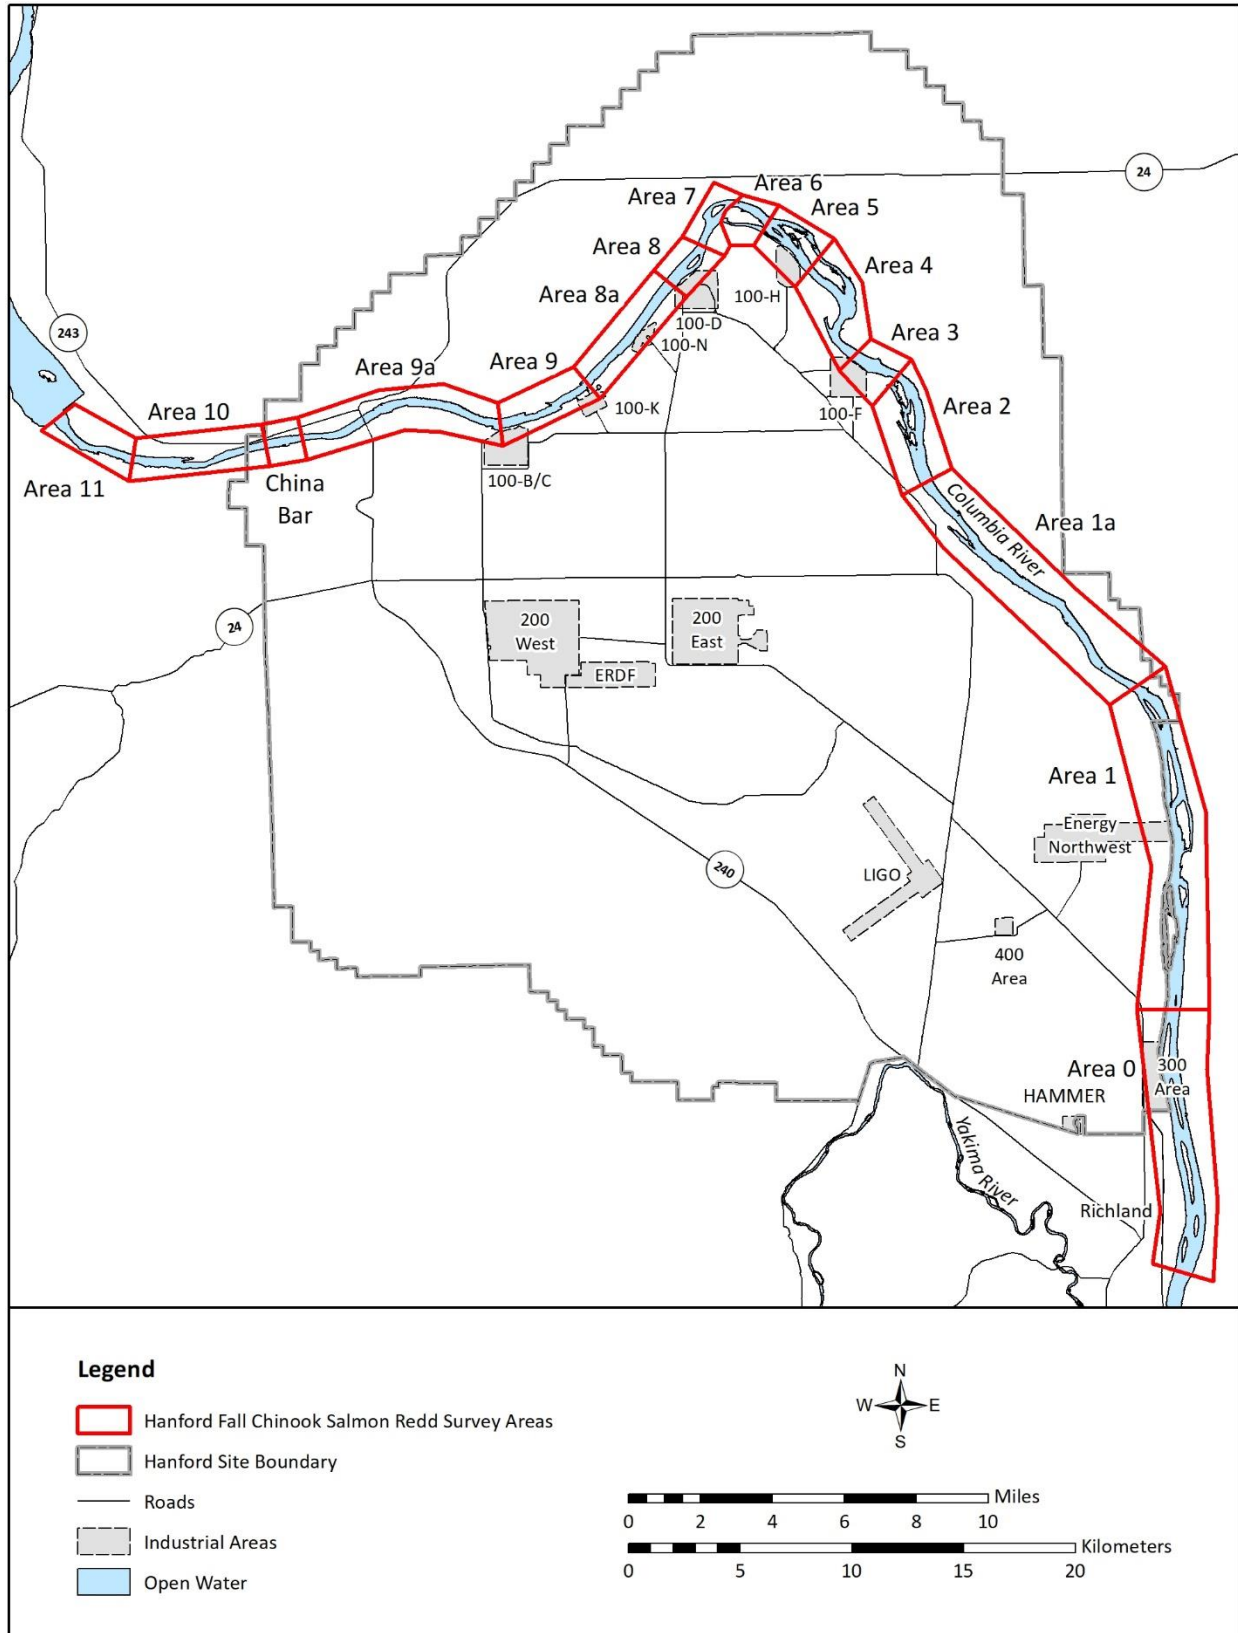 24
Area 6
Area 7
Area 5
Area 8
Area 4
Area 8a
100-H
100-D
243
100-N
Area 3
Area 9
Area 9a
Area 2
100-K
100-F
Area 10
Area 11
China
Bar
100-B/C
Columbia River
Area 1a
24
200
West
200
East
ERDF
Area 1
Energy
Northwest
240
LIGO
400
Area
Area 0
300
Area
HAMMER
Yakima River
Richland
Legend
Hanford Fall Chinook Salmon Redd Survey Areas
Hanford Site Boundary
Roads
Industrial Areas
Open Water
N
W E
S
Miles
0 2 4 6 8 10
Kilometers
0 5 10 15 20